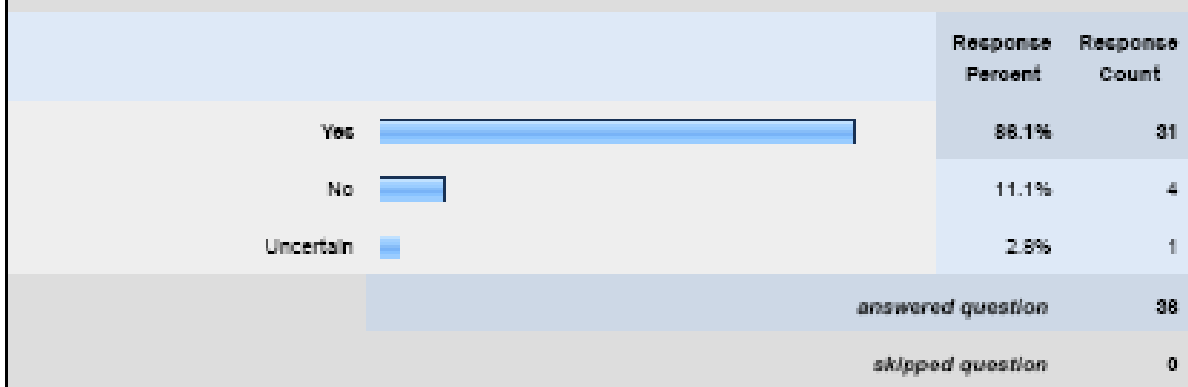 Response Percent Response Count
Yes 86.1% 31
No 11.1% 4
Uncertain 2.8% 1
answered question 36
skipped question 0